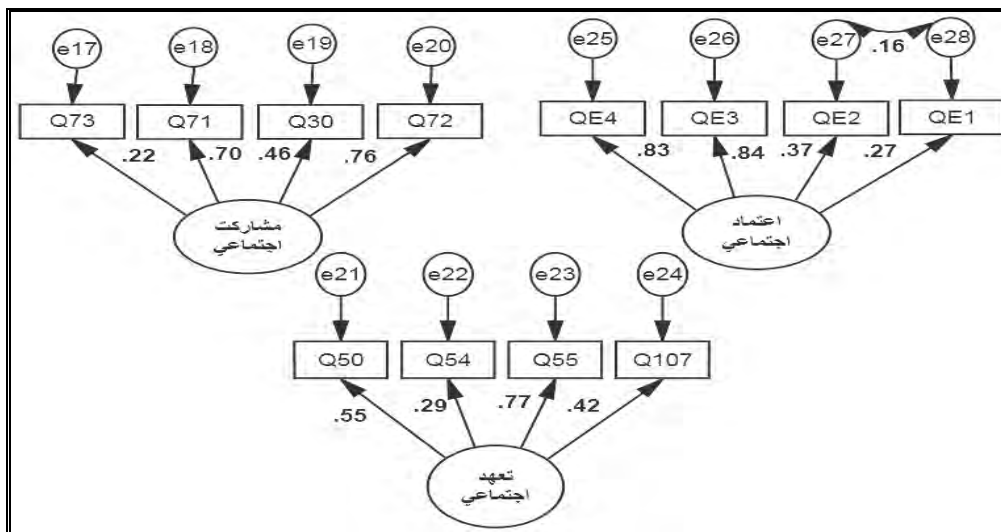 e17 e18 e19 e20 e25 e26 e27 e28
.16
Q73 Q71 Q30 Q72 QE4 QE3 QE2 QE1
.22 .70 .46 .76 .83 .84 .37 .27
مشاركت
اجتماعي
اعتماد
اجتماعي
e21 e22 e23 e24
Q50 Q54 Q55 Q107
.55 .29 .77 .42
تعهد
اجتماعي